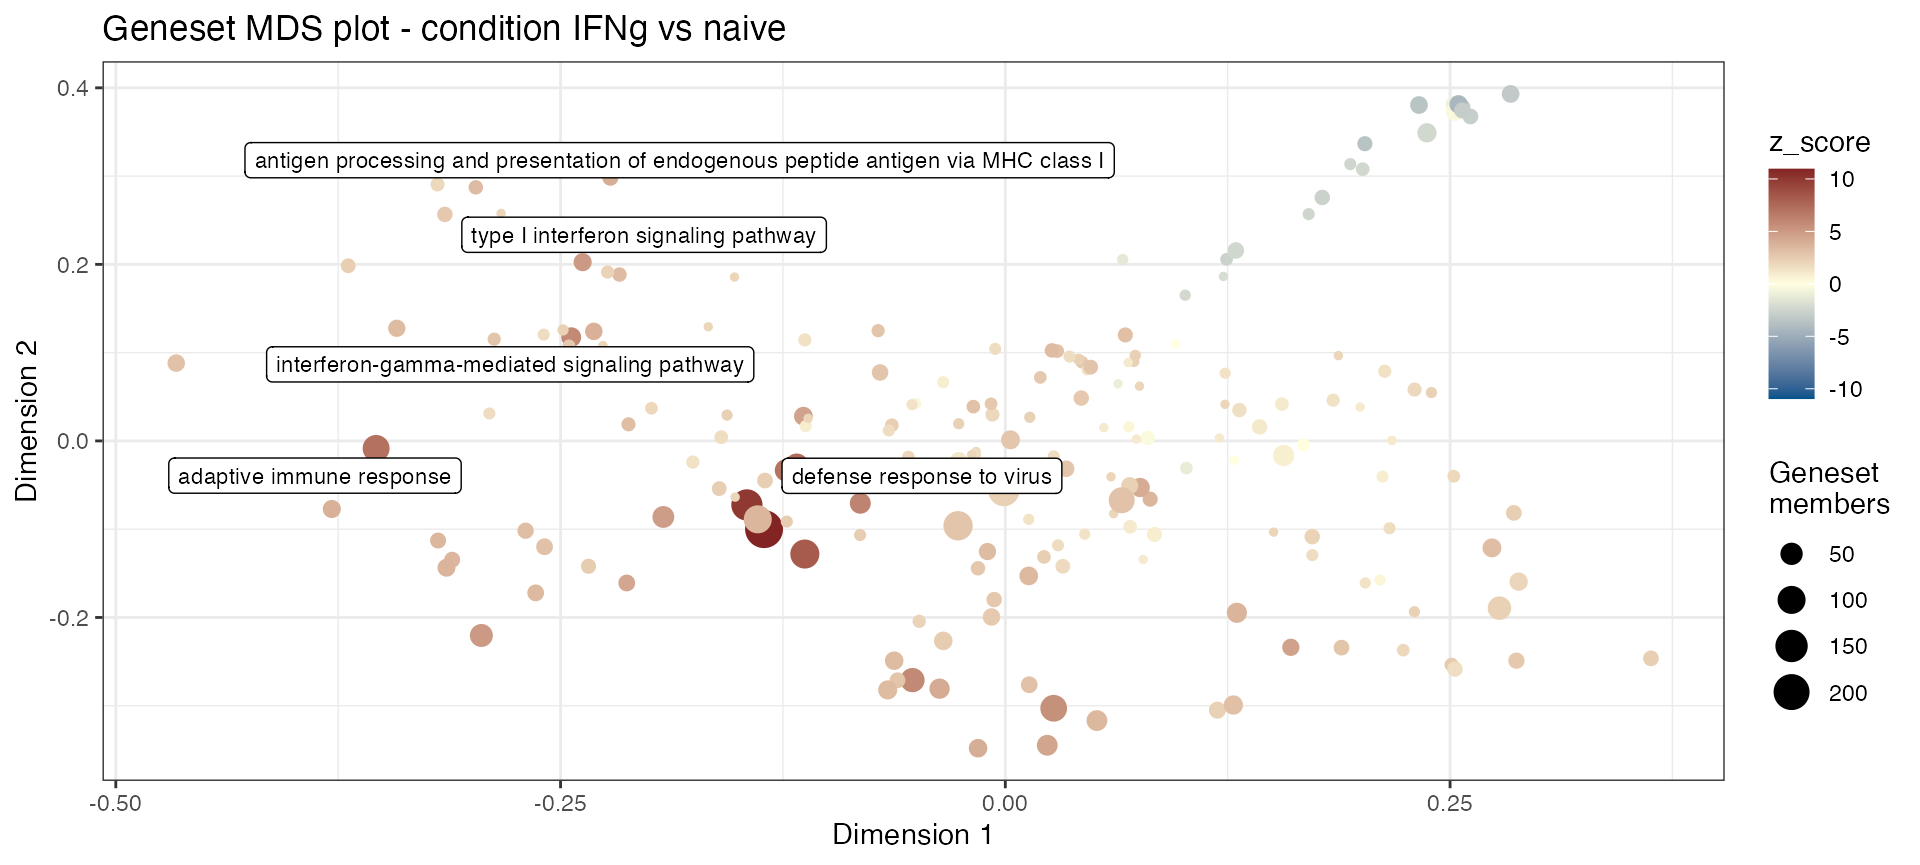 Geneset MDS plot - condition IFNg vs naive
0.4
0.2
0.0
-0.2
Dimension 2
antigen processing and presentation of endogenous peptide antigen via MHC class I
type I interferon signaling pathway
interferon-gamma-mediated signaling pathway
adaptive immune response
defense response to virus
-0.50
-0.25
0.00
0.25
Dimension 1
z_score
10
5
0
-5
-10
Geneset
members
50
100
150
200